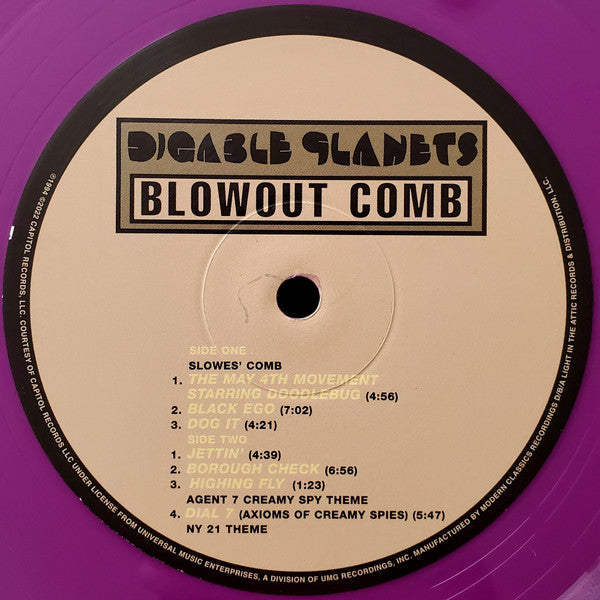 DIGABLE PLANETS
BLOWOUT COMB
SIDE ONE
SLOWES' COMB
1. THE MAY 4TH MOVEMENT
STARRING DOODLEBUG (4:56)
2. BLACK EGO (7:02)
3. DOG IT (4:21)
SIDE TWO
1. JETTIN' (4:39)
2. BOROUGH CHECK (6:56)
3. HIGHING FLY (1:23)
AGENT 7 CREAMY SPY THEME
4. DIAL 7 (AXIOMS OF CREAMY SPIES) (5:47)
NY 21 THEME
℗1994 ©2022 CAPITOL RECORDS, LLC. COURTESY OF CAPITOL RECORDS LLC UNDER LICENSE FROM UNIVERSAL MUSIC ENTERPRISES, A DIVISION OF UMG RECORDINGS, INC. MANUFACTURED BY MODERN CLASSICS RECORDINGS D/B/A LIGHT IN THE ATTIC RECORDS & DISTRIBUTION, LLC.